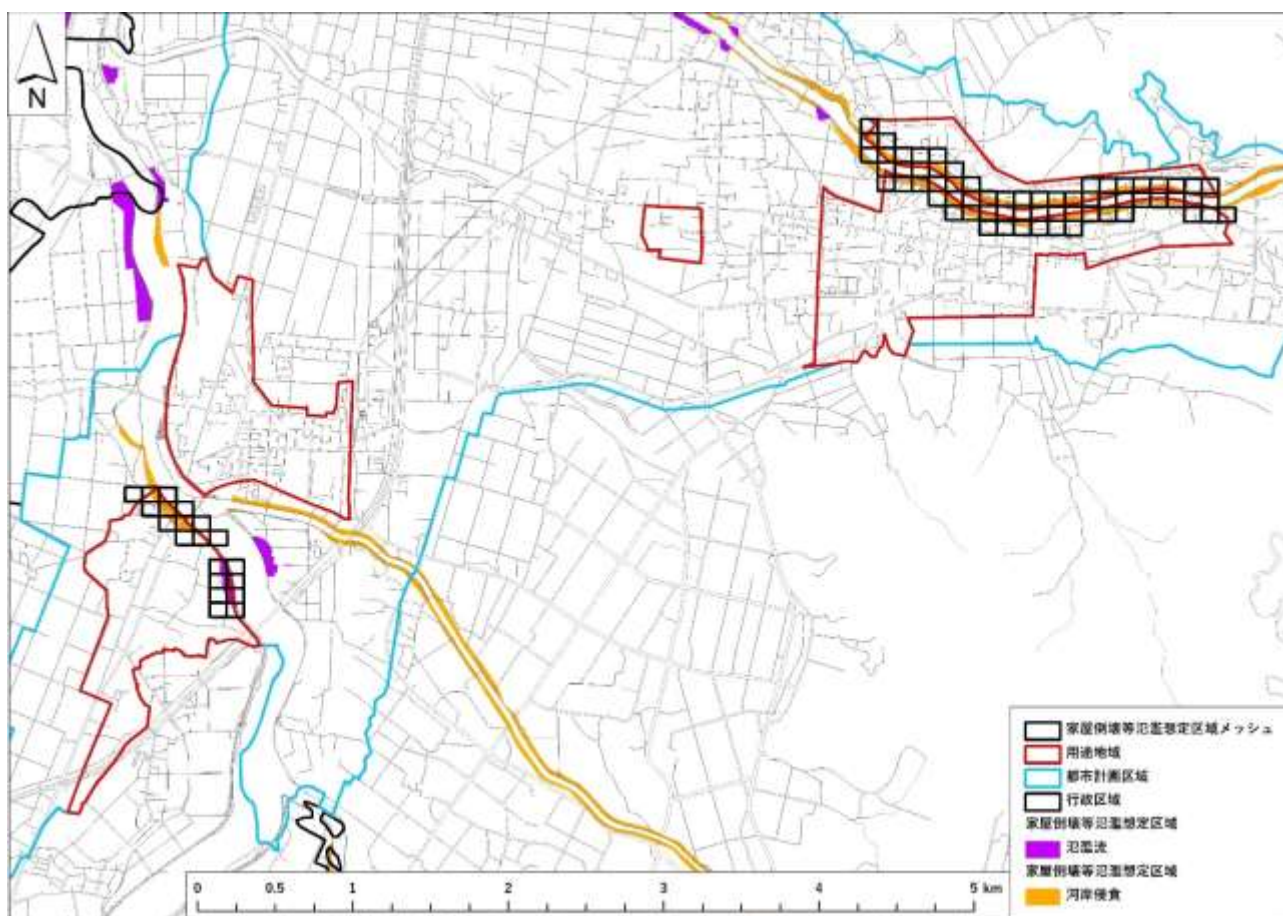 N
家屋倒壊等氾濫想定区域メッシュ
用途地域
都市計画区域
行政区域
家屋倒壊等氾濫想定区域
氾濫流
家屋倒壊等氾濫想定区域
河岸侵食
0 0.5 1 2 3 4 5 km